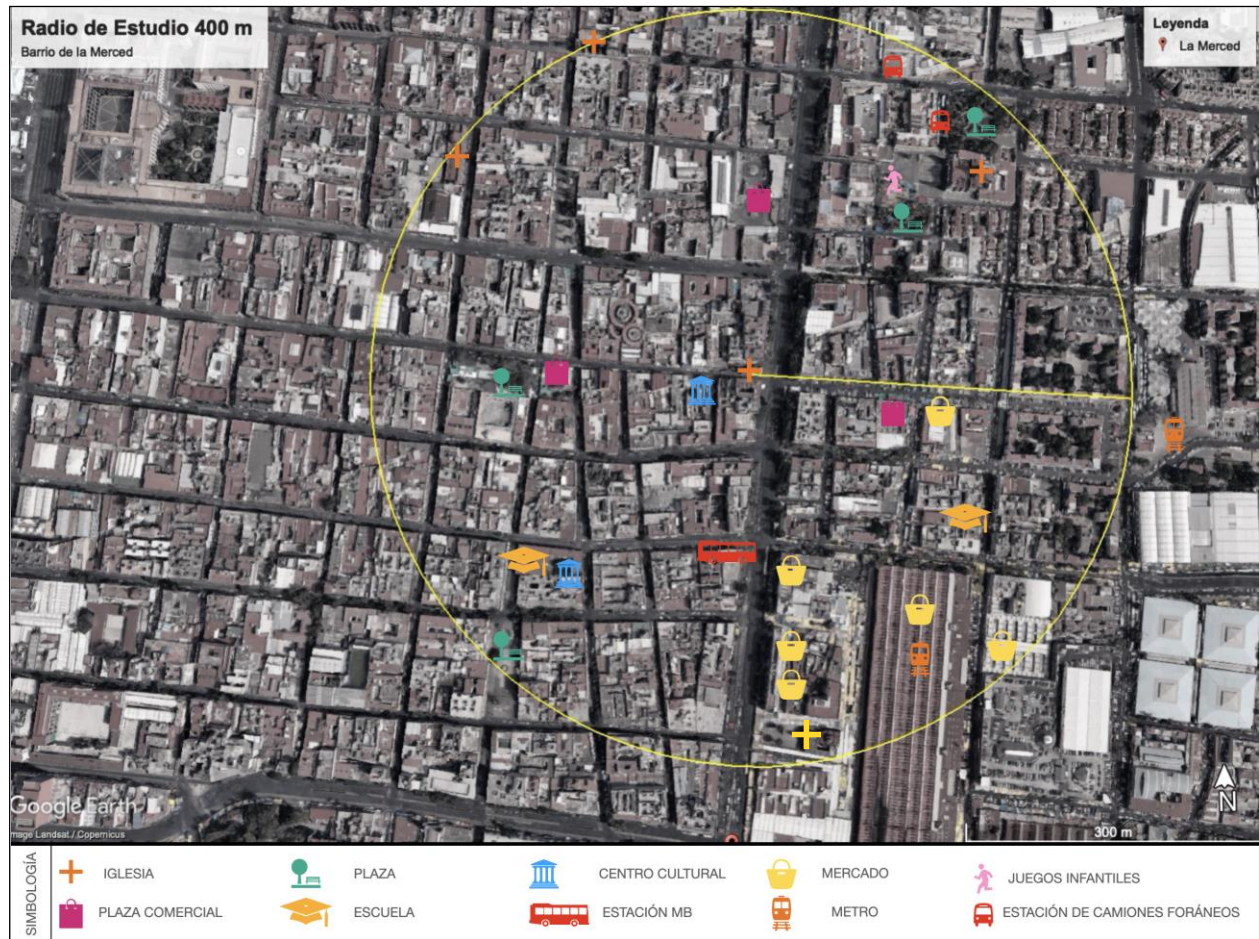 Radio de Estudio 400 m
Barrio de la Merced
Leyenda
La Merced
N
300 m
Google Earth
mage Landsat / Copernicus
SIMBOLOGÍA
IGLESIA
PLAZA
CENTRO CULTURAL
MERCADO
JUEGOS INFANTILES
PLAZA COMERCIAL
ESCUELA
ESTACIÓN MB
METRO
ESTACIÓN DE CAMIONES FORÁNEOS